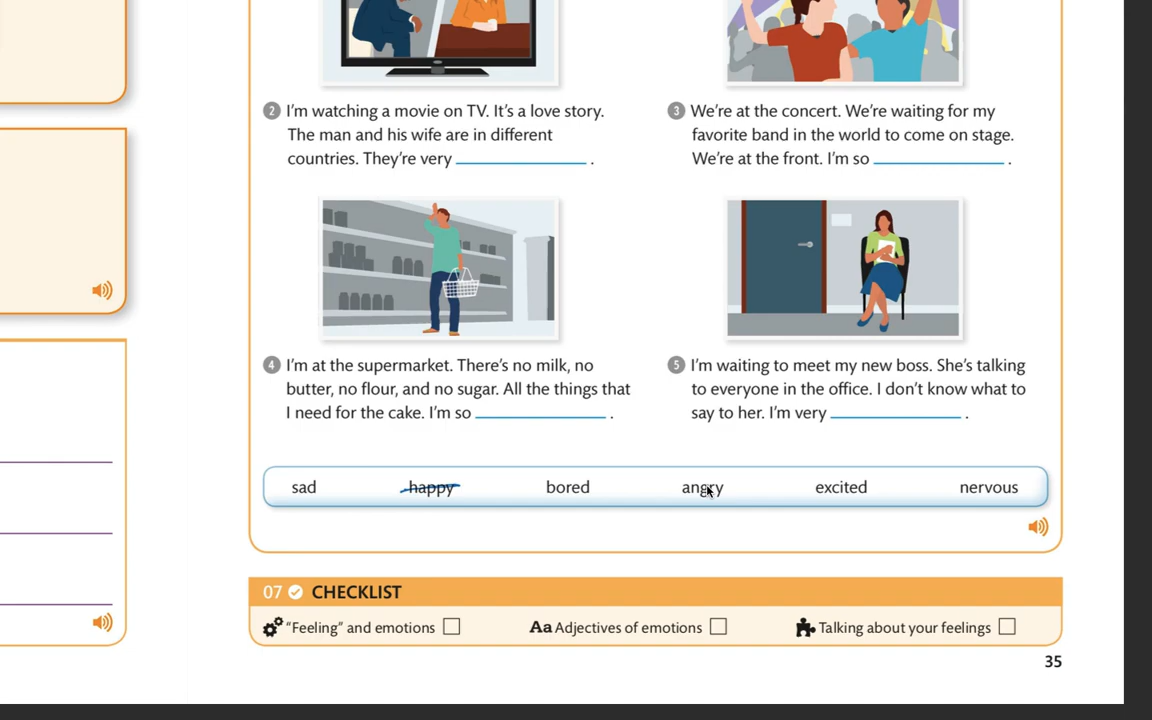 2 I'm watching a movie on TV. It's a love story.
The man and his wife are in different
countries. They're very ____________ .
3 We're at the concert. We're waiting for my
favorite band in the world to come on stage.
We're at the front. I'm so ____________ .
4 I'm at the supermarket. There's no milk, no
butter, no flour, and no sugar. All the things that
I need for the cake. I'm so ____________ .
5 I'm waiting to meet my new boss. She's talking
to everyone in the office. I don't know what to
say to her. I'm very ____________ .
sad happy bored angry excited nervous
07 CHECKLIST
"Feeling" and emotions Aa Adjectives of emotions Talking about your feelings
35